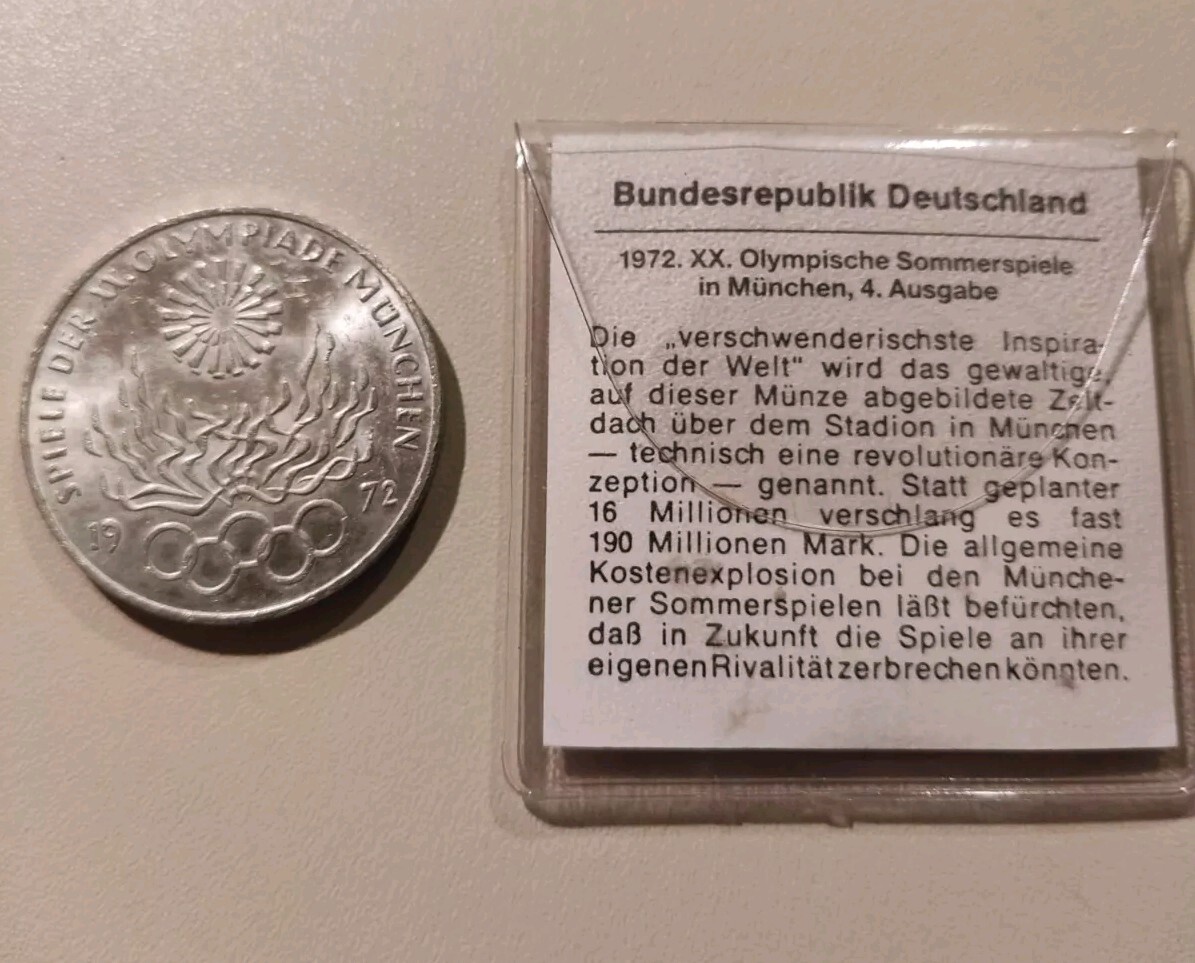 SPIELE DER XX. OLYMPIADE MÜNCHEN
19 72
Bundesrepublik Deutschland
1972. XX. Olympische Sommerspiele
in München, 4. Ausgabe
Die „verschwenderischste Inspira-
tion der Welt" wird das gewaltige,
auf dieser Münze abgebildete Zelt-
dach über dem Stadion in München
— technisch eine revolutionäre Kon-
zeption — genannt. Statt geplanter
16 Millionen verschlang es fast
190 Millionen Mark. Die allgemeine
Kostenexplosion bei den Münche-
ner Sommerspielen läßt befürchten,
daß in Zukunft die Spiele an ihrer
eigenen Rivalität zerbrechen könnten.